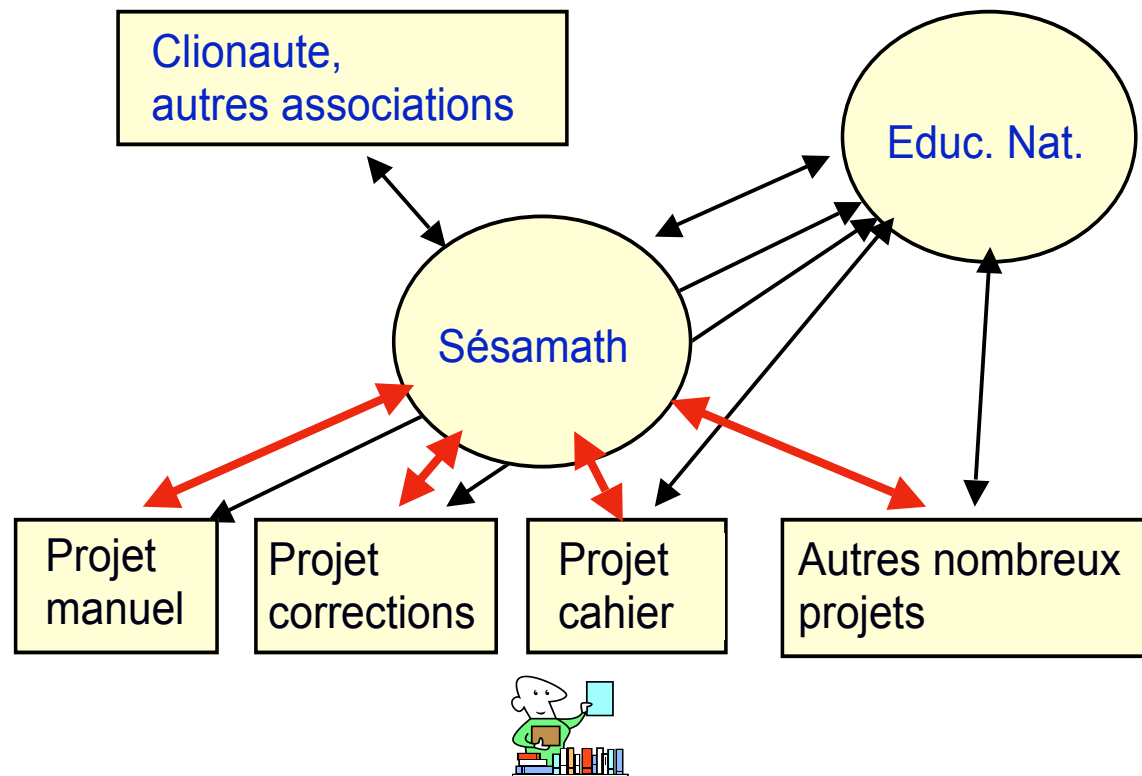 Clionaute,
autres associations
Educ. Nat.
Sésamath
Projet
manuel
Projet
corrections
Projet
cahier
Autres nombreux
projets